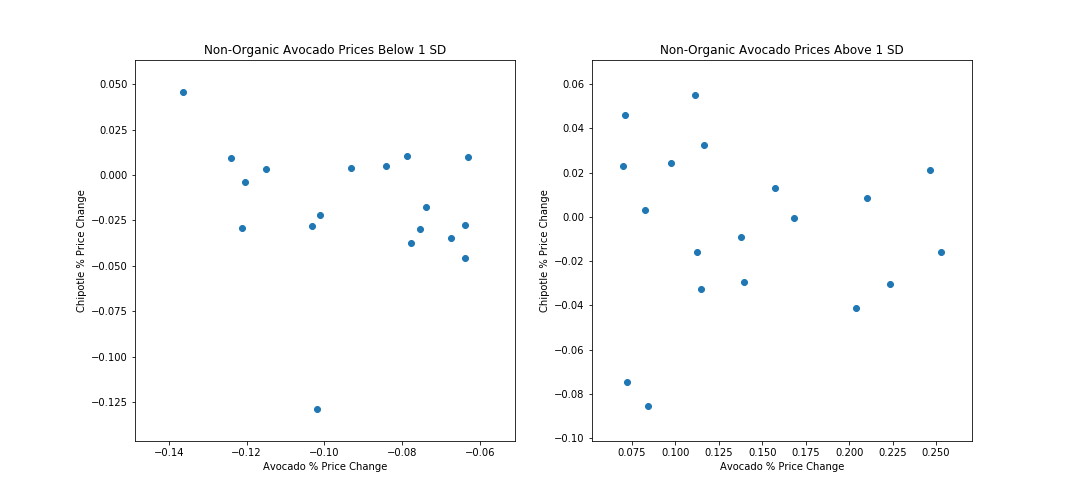 Non-Organic Avocado Prices Below 1 SD
0.050
0.025
0.000
−0.025
−0.050
−0.075
−0.100
−0.125
Chipotle % Price Change
−0.14 −0.12 −0.10 −0.08 −0.06
Avocado % Price Change
Non-Organic Avocado Prices Above 1 SD
0.06
0.04
0.02
0.00
−0.02
−0.04
−0.06
−0.08
−0.10
Chipotle % Price Change
0.075 0.100 0.125 0.150 0.175 0.200 0.225 0.250
Avocado % Price Change